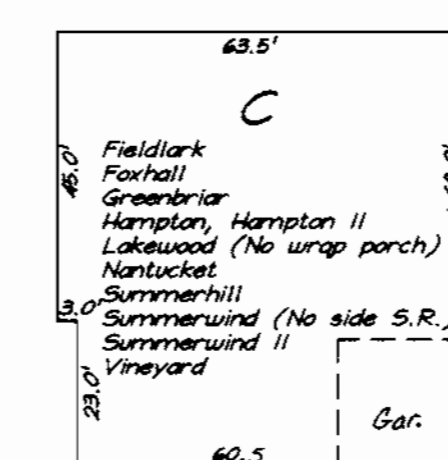 63.5'
C
45.0'
Fieldlark
Foxhall
Greenbriar
Hampton, Hampton II
Lakewood (No wrap porch)
Nantucket
3.0'
Summerhill
Summerwind (No side S.R.)
Summerwind II
Vineyard
23.0'
Gar.
60.5